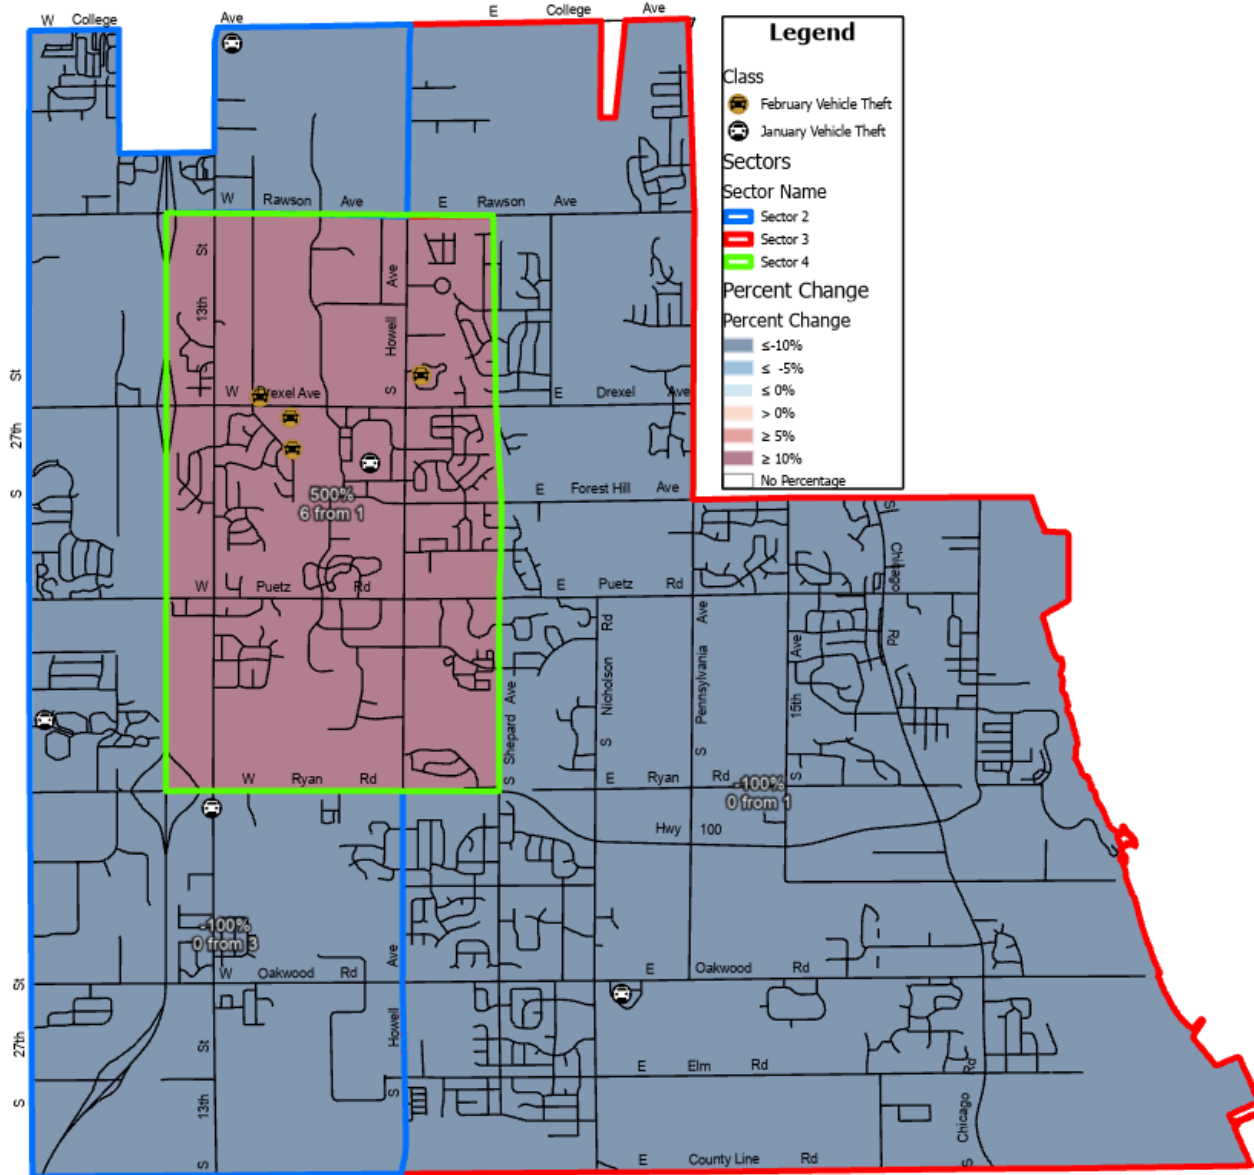 W College Ave
E College Ave
Legend
Class
February Vehicle Theft
January Vehicle Theft
Sectors
Sector Name
Sector 2
Sector 3
Sector 4
Percent Change
Percent Change
≤-10%
≤ -5%
≤ 0%
> 0%
≥ 5%
≥ 10%
No Percentage
W Rawson Ave
E Rawson Ave
S 13th St
S Howell Ave
S 27th St
W Drexel Ave
E Drexel Ave
500%
6 from 1
E Forest Hill Ave
W Puetz Rd
E Puetz Rd
S Chicago Rd
S Shepard Ave
S Nicholson Rd
S Pennsylvania Ave
S 15th Ave
W Ryan Rd
E Ryan Rd
-100%
0 from 1
Hwy 100
-100%
0 from 3
W Oakwood Rd
E Oakwood Rd
S 27th St
S 13th St
S Howell Ave
E Elm Rd
S Chicago Rd
E County Line Rd